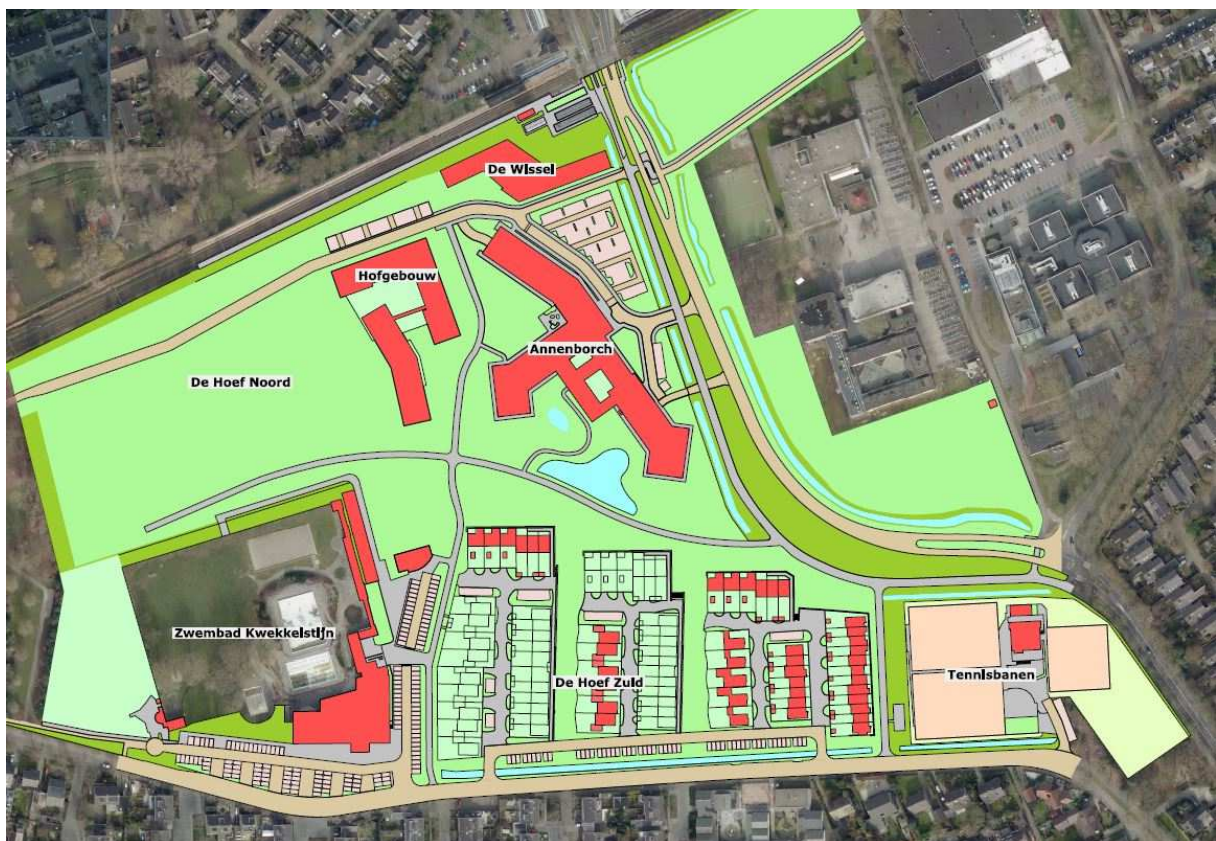 De Wissel
Hofgebouw
Annenborch
De Hoef Noord
Zwembad Kwekkelstijn
De Hoef Zuid
Tennisbanen